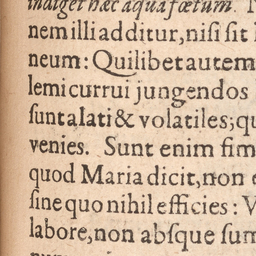 indiget hæc aqua fœtum.
nem illi additur, nisi sit
neum: Quilibet autem
lemi currui jungendos
sunt alati & volatiles; qu
venies. Sunt enim sim
quod Maria dicit, non
sine quo nihil efficies: V
labore, non absque sum